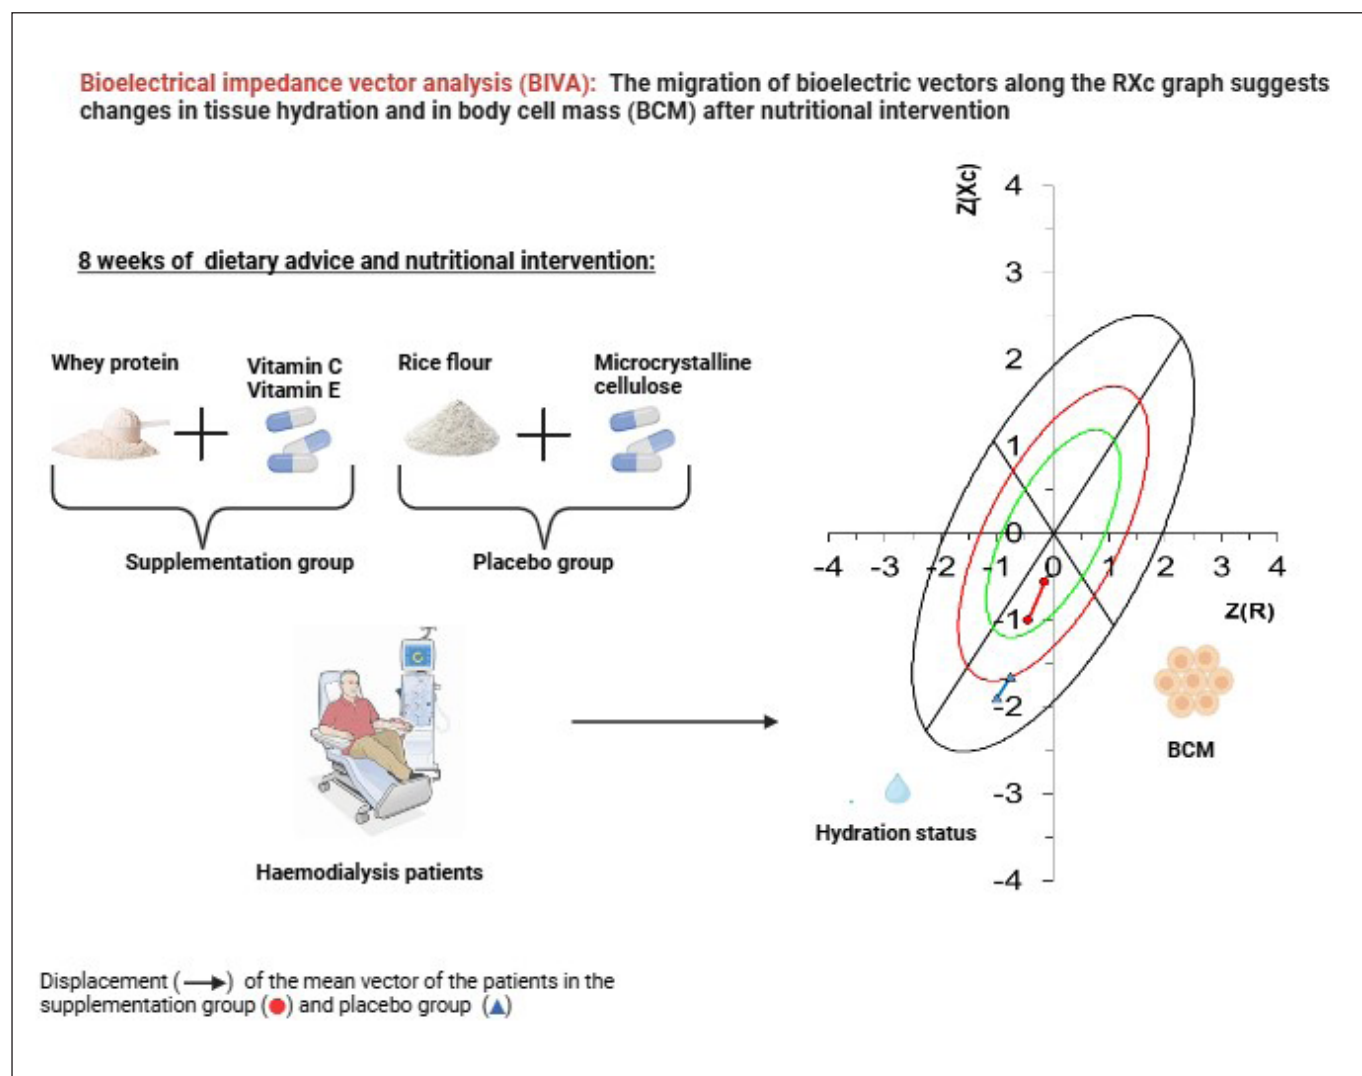 Bioelectrical impedance vector analysis (BIVA): The migration of bioelectric vectors along the RXc graph suggests
changes in tissue hydration and in body cell mass (BCM) after nutritional intervention
8 weeks of dietary advice and nutritional intervention:
Whey protein
Vitamin C
Vitamin E
Rice flour
Microcrystalline
cellulose
Supplementation group
Placebo group
Haemodialysis patients
Z(Xc)
4
3
2
1
0
-4 -3 -2 -1 0 1 2 3 4
Z(R)
-1
-2
-3
-4
BCM
Hydration status
Displacement (→) of the mean vector of the patients in the
supplementation group (●) and placebo group (▲)